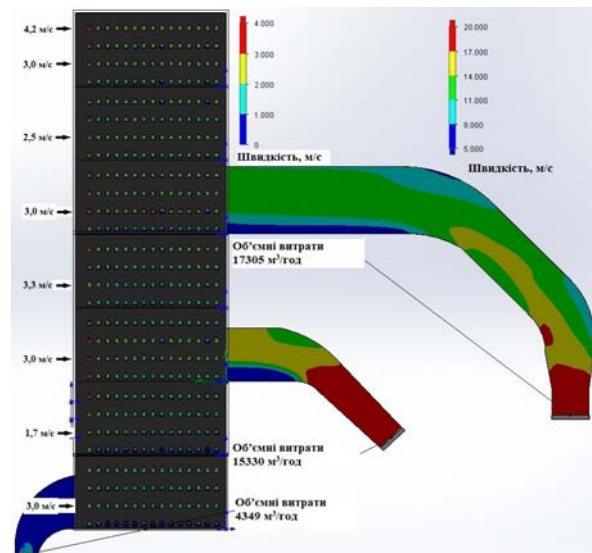 4,2 м/с
3,0 м/с
2,5 м/с
3,0 м/с
3,3 м/с
3,0 м/с
1,7 м/с
3,0 м/с
4.000
3.000
2.000
1.000
0
Швидкість, м/с
20.000
17.000
14.000
11.000
8.000
5.000
Швидкість, м/с
Об'ємні витрати
17305 м³/год
Об'ємні витрати
15330 м³/год
Об'ємні витрати
4349 м³/год